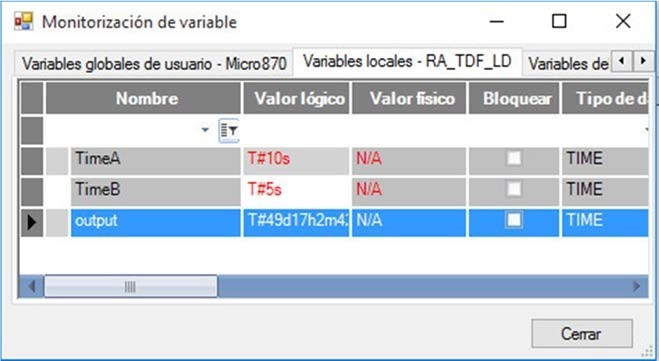 Monitorización de variable
Variables globales de usuario - Micro870 Variables locales - RA_TDF_LD Variables del
Nombre Valor lógico Valor físico Bloquear Tipo de d
TimeA T#10s N/A TIME
TimeB T#5s N/A TIME
output T#49d17h2m4 N/A TIME
Cerrar